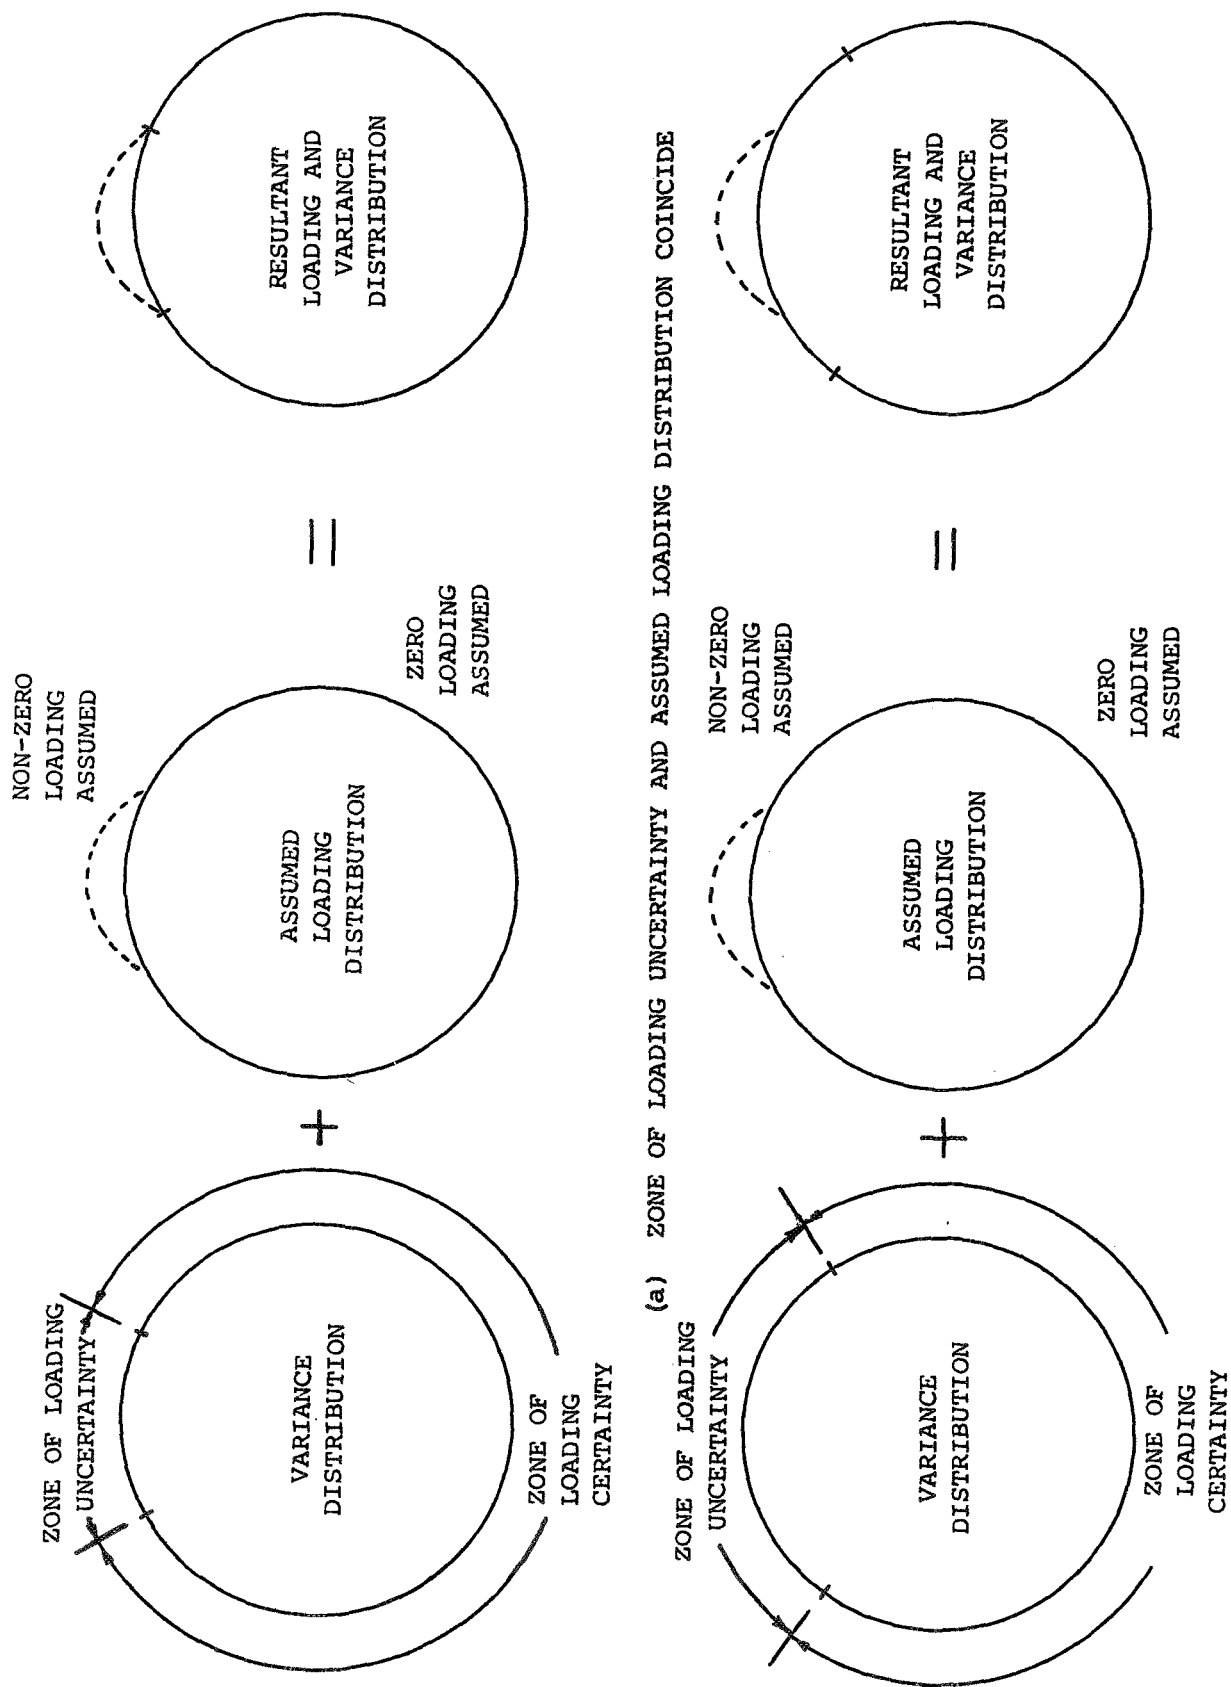 ZONE OF LOADING
UNCERTAINTY
VARIANCE
DISTRIBUTION
ZONE OF
LOADING
CERTAINTY
+
NON-ZERO
LOADING
ASSUMED
ASSUMED
LOADING
DISTRIBUTION
ZERO
LOADING
ASSUMED
=
RESULTANT
LOADING AND
VARIANCE
DISTRIBUTION
(a) ZONE OF LOADING UNCERTAINTY AND ASSUMED LOADING DISTRIBUTION COINCIDE
ZONE OF LOADING
UNCERTAINTY
VARIANCE
DISTRIBUTION
ZONE OF
LOADING
CERTAINTY
+
NON-ZERO
LOADING
ASSUMED
ASSUMED
LOADING
DISTRIBUTION
ZERO
LOADING
ASSUMED
=
RESULTANT
LOADING AND
VARIANCE
DISTRIBUTION